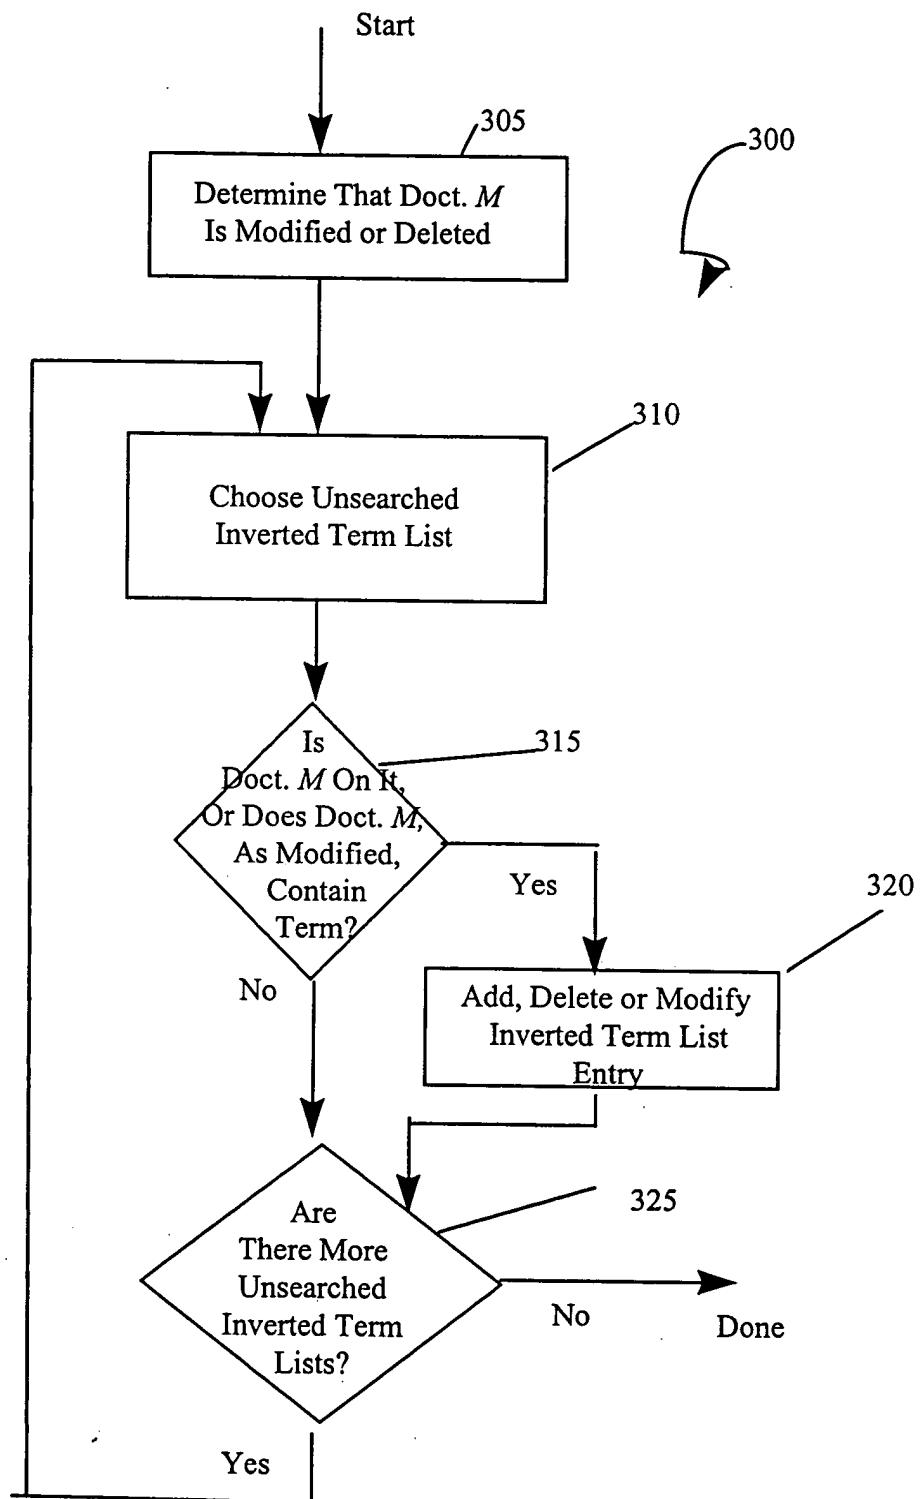 Start
305
300
Determine That Doct. M
Is Modified or Deleted
310
Choose Unsearched
Inverted Term List
315
Is
Doct. M On It,
Or Does Doct. M,
As Modified,
Contain
Term?
Yes
320
No
Add, Delete or Modify
Inverted Term List
Entry
325
Are
There More
Unsearched
Inverted Term
Lists?
No
Done
Yes